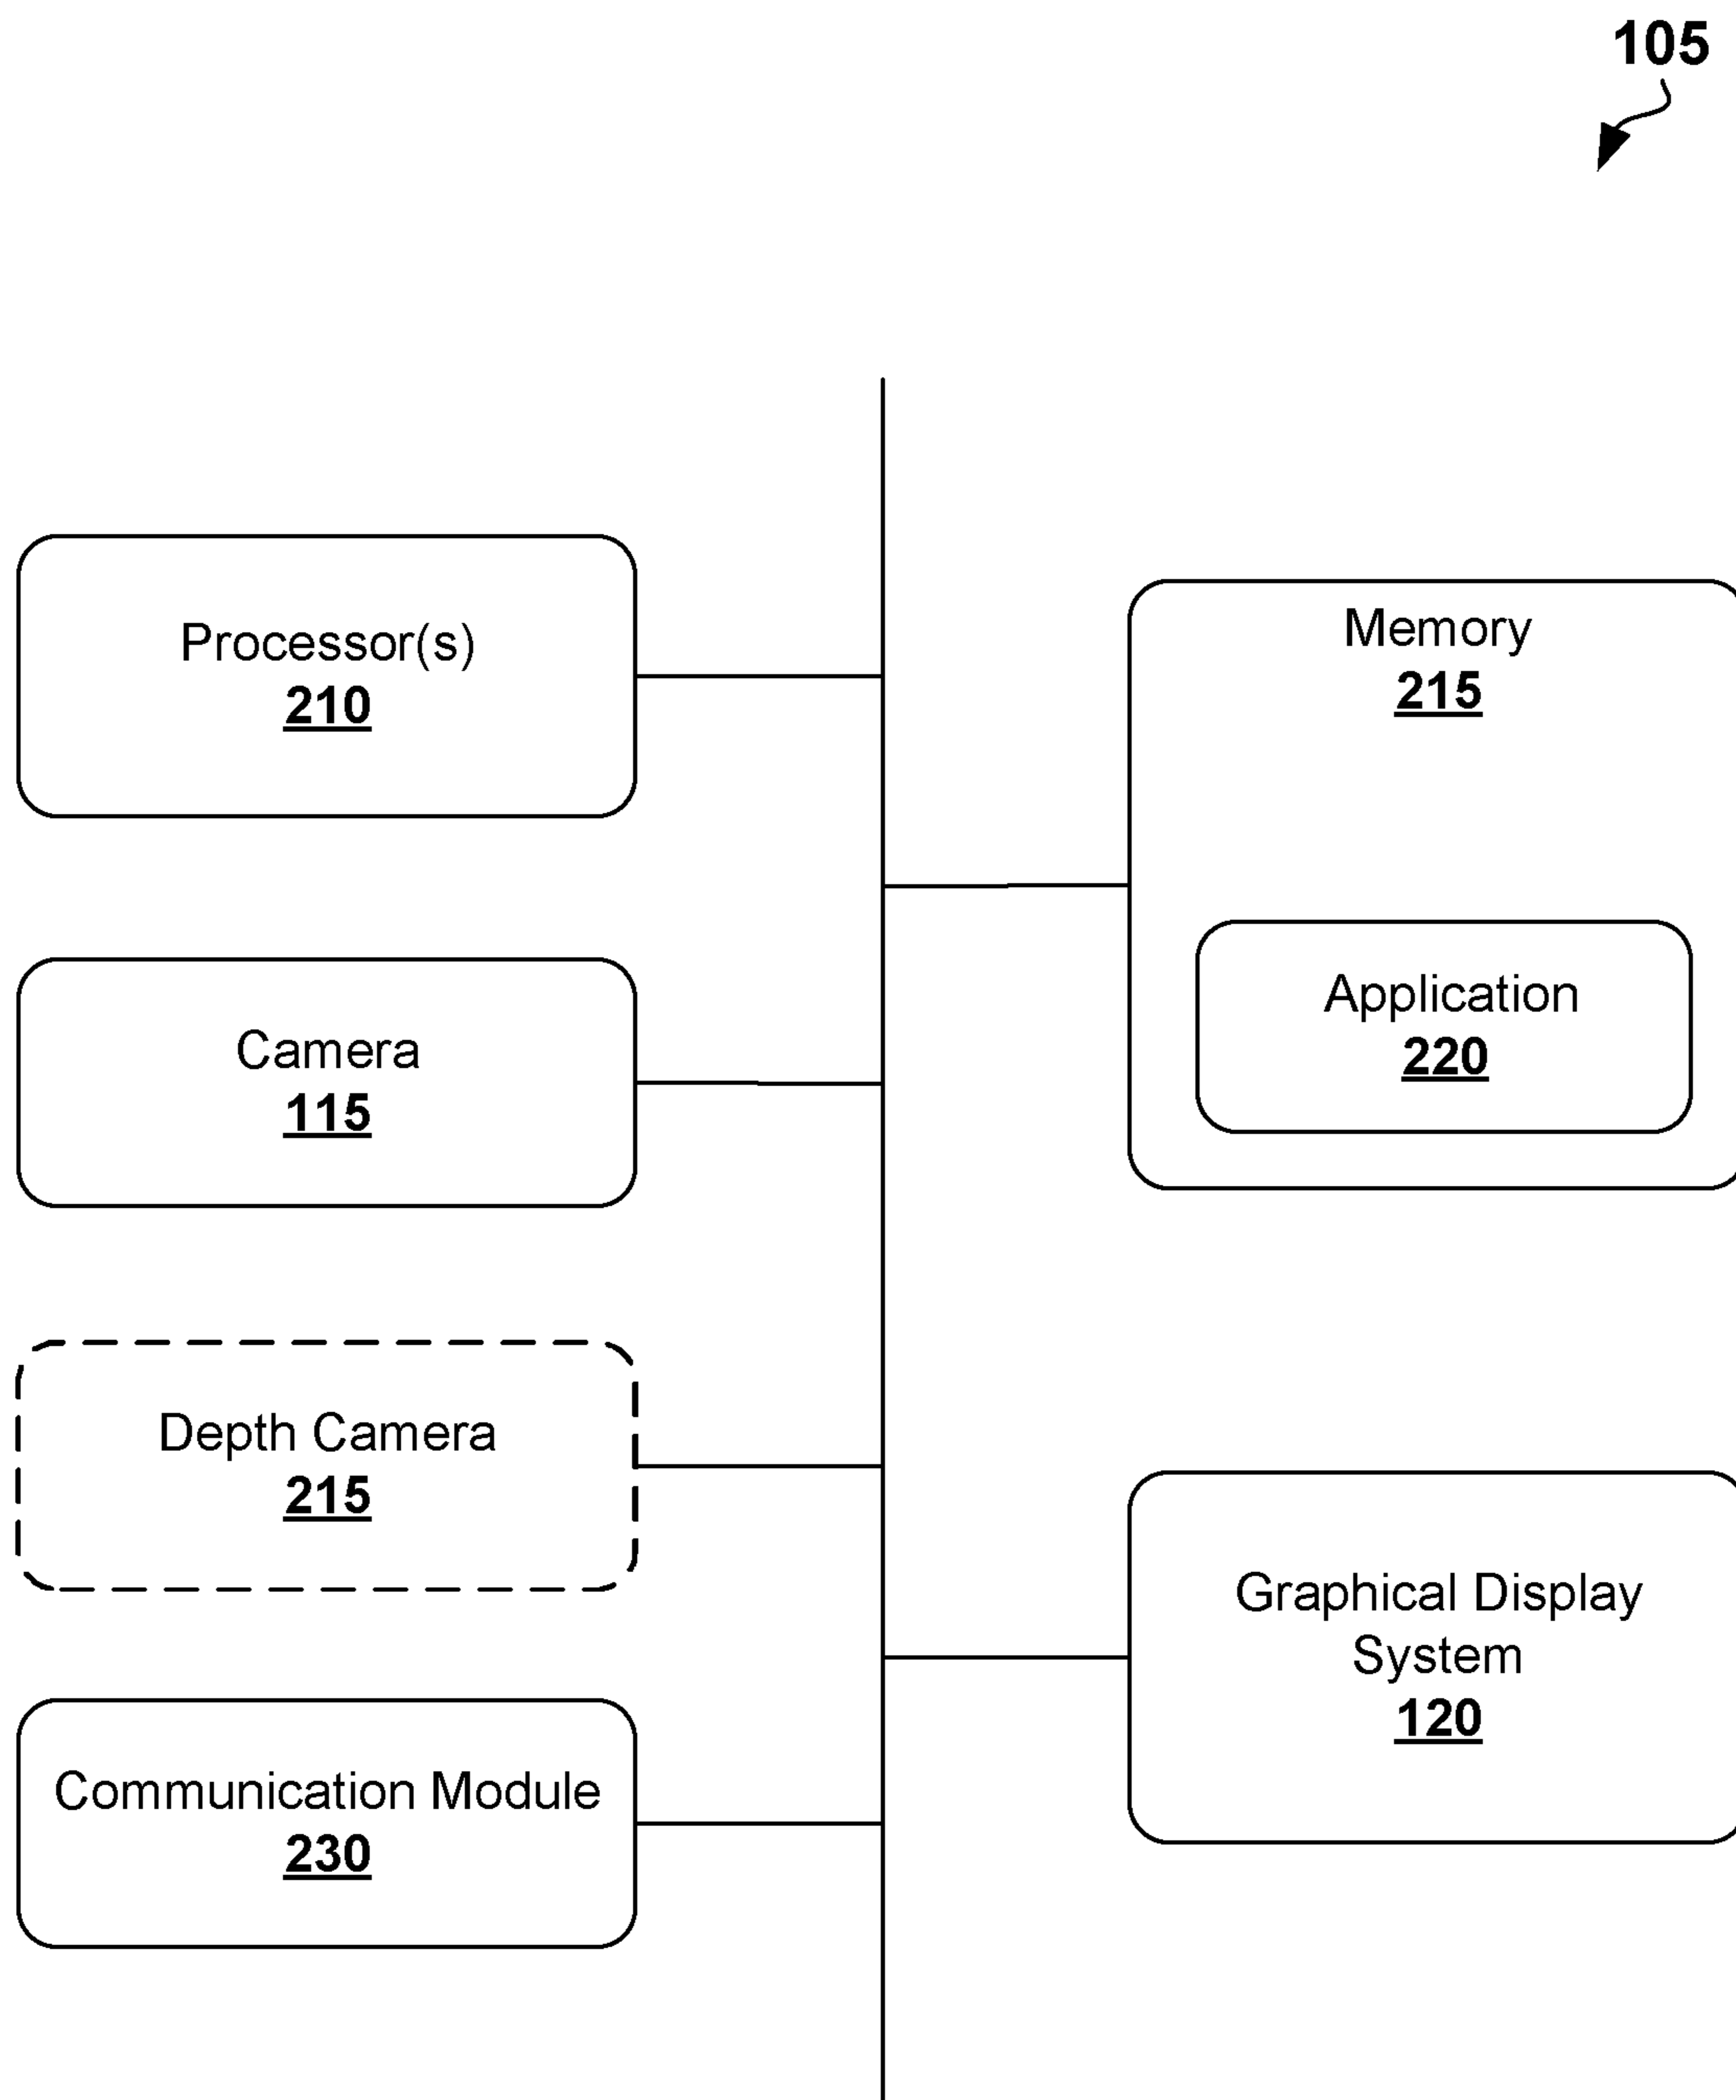 105
Processor(s)
210
Memory
215
Camera
115
Application
220
Depth Camera
215
Graphical Display
System
120
Communication Module
230